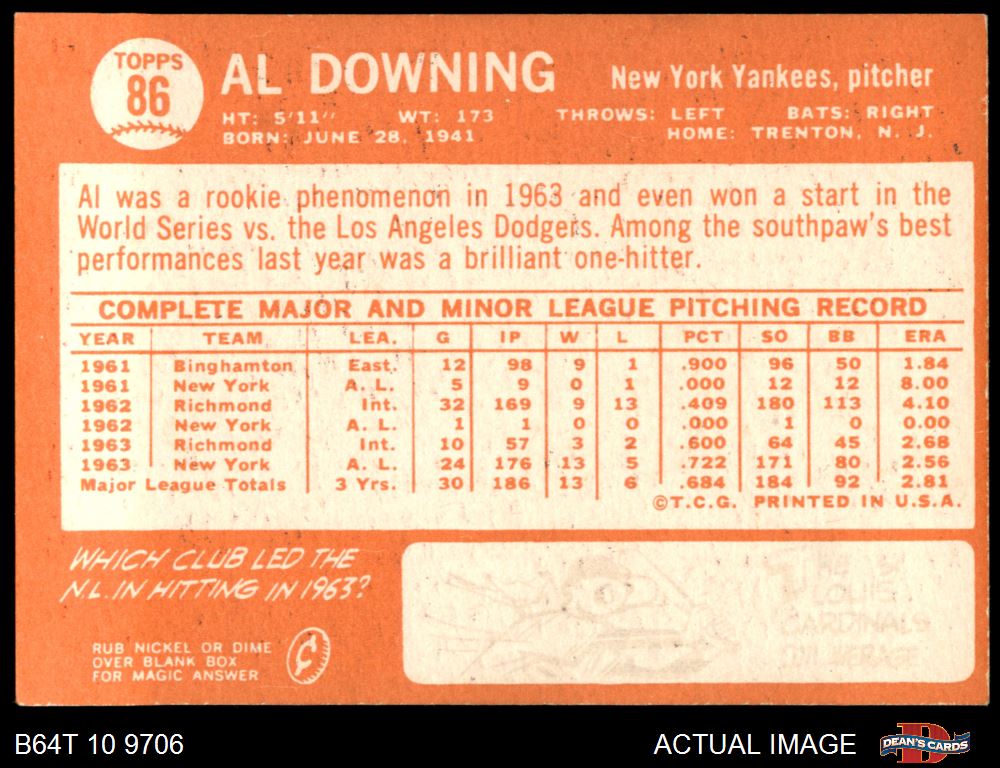 TOPPS
86
AL DOWNING
New York Yankees, pitcher
HT: 5'11" WT: 173 THROWS: LEFT BATS: RIGHT
BORN: JUNE 28, 1941 HOME: TRENTON, N. J.
Al was a rookie phenomenon in 1963 and even won a start in the
World Series vs. the Los Angeles Dodgers. Among the southpaw's best
performances last year was a brilliant one-hitter.
COMPLETE MAJOR AND MINOR LEAGUE PITCHING RECORD
YEAR TEAM LEA. G IP W L PCT SO BB ERA
1961 Binghamton East. 12 98 9 1 .900 96 50 1.84
1961 New York A. L. 5 9 0 1 .000 12 12 8.00
1962 Richmond Int. 32 169 9 13 .409 180 113 4.10
1962 New York A. L. 1 1 0 0 .000 1 0 0.00
1963 Richmond Int. 10 57 3 2 .600 64 45 2.68
1963 New York A. L. 24 176 13 5 .722 171 80 2.56
Major League Totals 3 Yrs. 30 186 13 6 .684 184 92 2.81
©T.C.G. PRINTED IN U.S.A.
WHICH CLUB LED THE
N.L. IN HITTING IN 1963?
THE
LOUIS
CARDINALS
RUB NICKEL OR DIME
OVER BLANK BOX
FOR MAGIC ANSWER
B64T 10 9706
ACTUAL IMAGE
DEAN'S CARDS